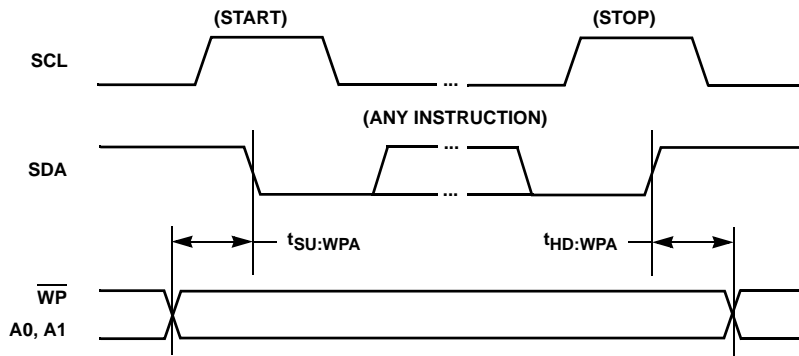 (START)
(STOP)
SCL
...
(ANY INSTRUCTION)
SDA
...
...
tSU:WPA
tHD:WPA
WP
A0, A1